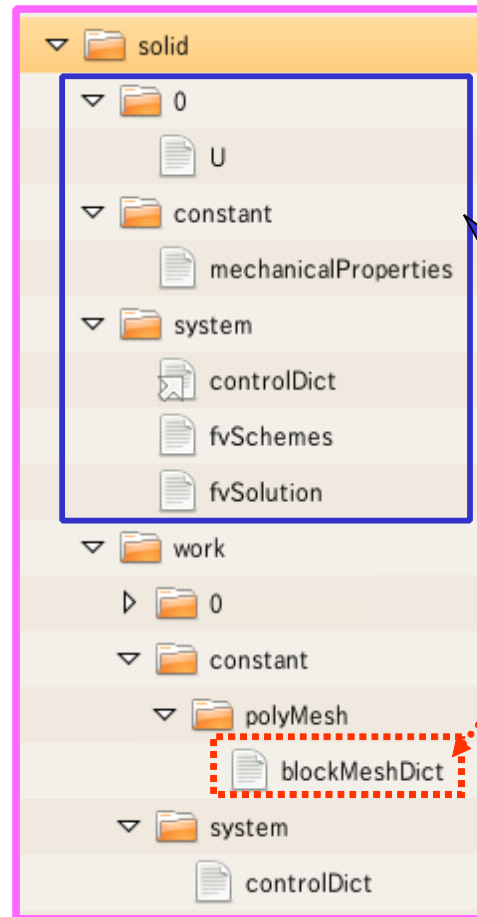 solid
0
U
constant
mechanicalProperties
system
controlDict
fvSchemes
fvSolution
work
0
constant
polyMesh
blockMeshDict
system
controlDict